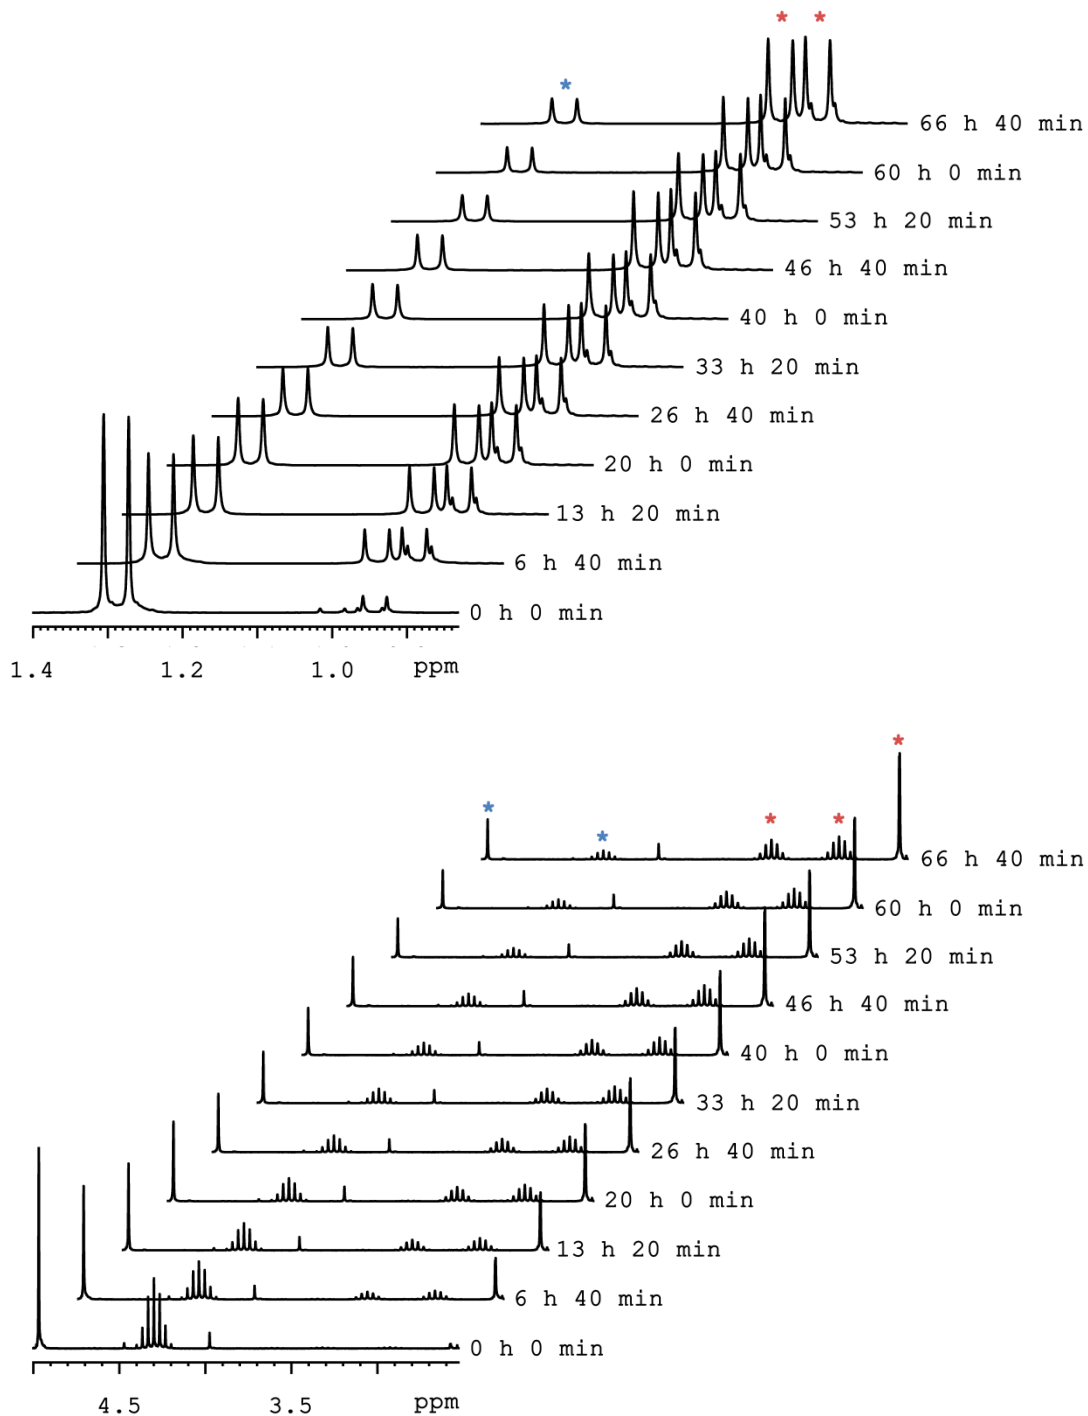 * *
*
66 h 40 min
60 h 0 min
53 h 20 min
46 h 40 min
40 h 0 min
33 h 20 min
26 h 40 min
20 h 0 min
13 h 20 min
6 h 40 min
0 h 0 min
1.4 1.2 1.0 ppm
*
* * * *
66 h 40 min
60 h 0 min
53 h 20 min
46 h 40 min
40 h 0 min
33 h 20 min
26 h 40 min
20 h 0 min
13 h 20 min
6 h 40 min
0 h 0 min
4.5 3.5 ppm